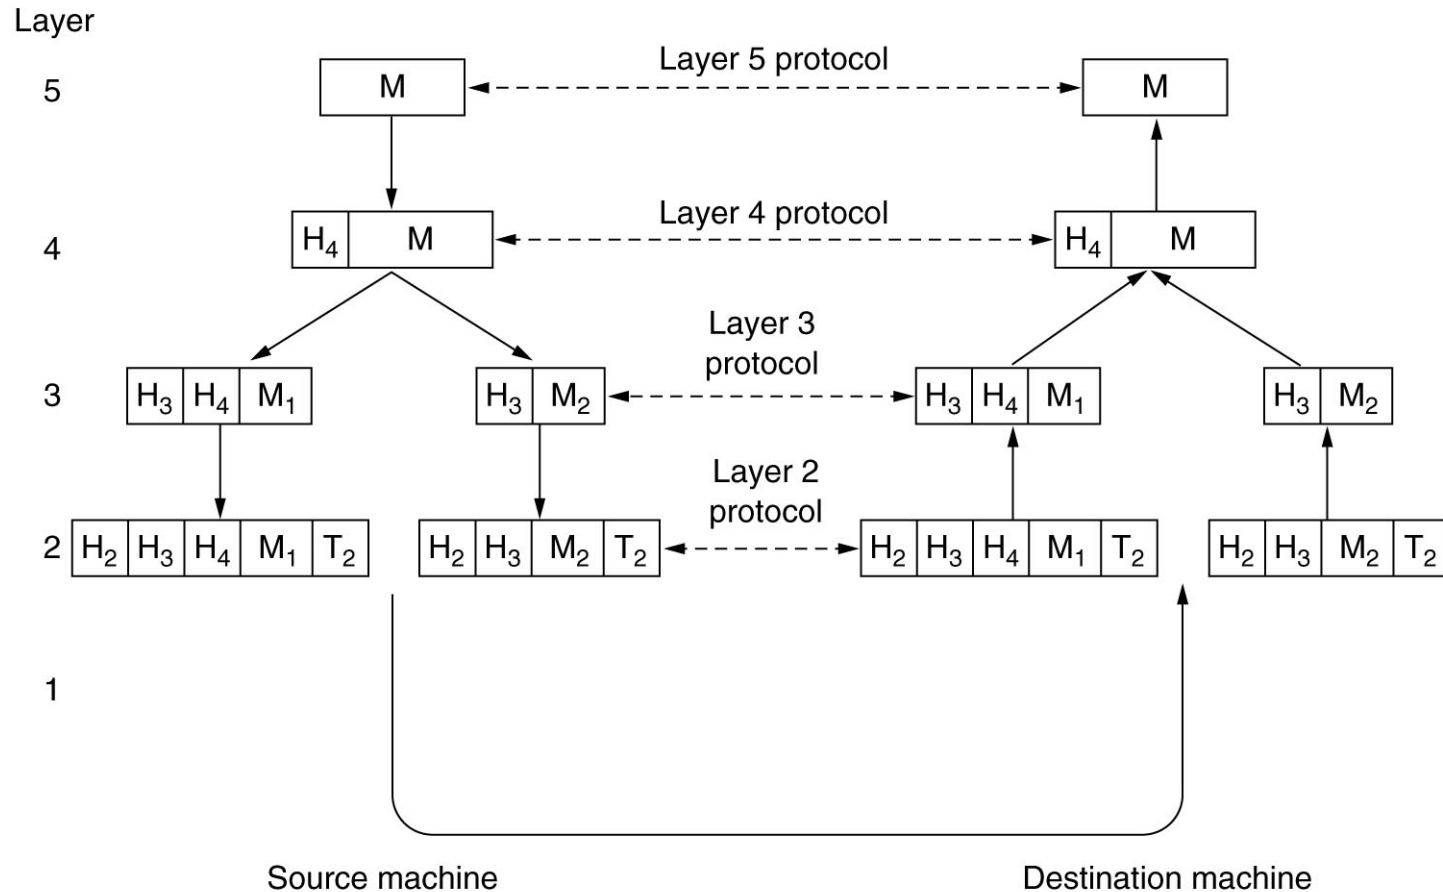 Layer
5 M Layer 5 protocol M
4 H4 M Layer 4 protocol H4 M
Layer 3
protocol
3 H3 H4 M1 H3 M2 H3 H4 M1 H3 M2
Layer 2
protocol
2 H2 H3 H4 M1 T2 H2 H3 M2 T2 H2 H3 H4 M1 T2 H2 H3 M2 T2
1
Source machine Destination machine